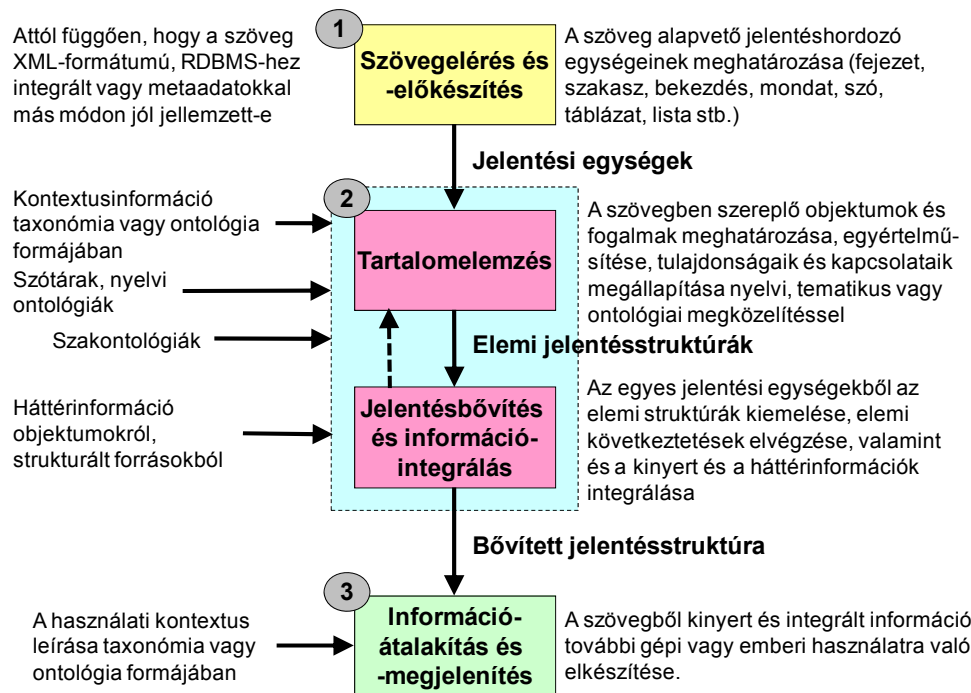 Attól függően, hogy a szöveg
XML-formátumú, RDBMS-hez
integrált vagy metaadatokkal
más módon jól jellemzett-e
1
Szövegelérés és
-előkészítés
A szöveg alapvető jelentéshordozó
egységeinek meghatározása (fejezet,
szakasz, bekezdés, mondat, szó,
táblázat, lista stb.)
Jelentési egységek
Kontextusinformáció
taxonómia vagy ontológia
formájában
Szótárak, nyelvi
ontológiák
Szakontológiák
2
Tartalomelemzés
A szövegben szereplő objektumok és
fogalmak meghatározása, egyértelmű-
sítése, tulajdonságaik és kapcsolataik
megállapítása nyelvi, tematikus vagy
ontológiai megközelítéssel
Elemi jelentésstruktúrák
Háttérinformáció
objektumokról,
strukturált forrásokból
Jelentésbővítés
és információ-
integrálás
Az egyes jelentési egységekből az
elemi struktúrák kiemelése, elemi
következtetések elvégzése, valamint
és a kinyert és a háttérinformációk
integrálása
Bővített jelentésstruktúra
A használati kontextus
leírása taxonómia vagy
ontológia formájában
3
Információ-
átalakítás és
-megjelenítés
A szövegből kinyert és integrált információ
további gépi vagy emberi használatra való
elkészítése.